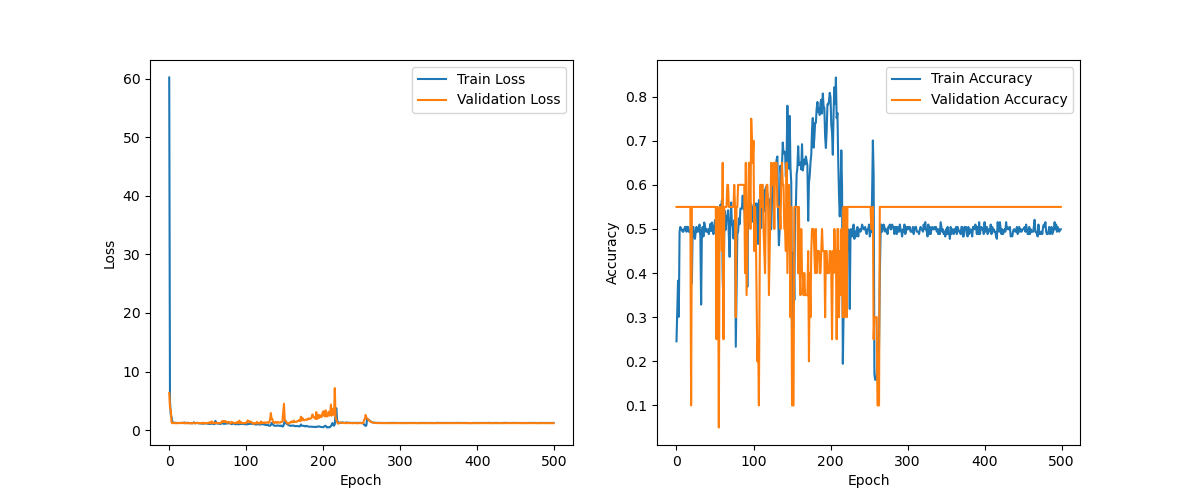 Train Loss
Validation Loss
60
50
40
30
20
10
0
Loss
0 100 200 300 400 500
Epoch
Train Accuracy
Validation Accuracy
0.8
0.7
0.6
0.5
0.4
0.3
0.2
0.1
Accuracy
0 100 200 300 400 500
Epoch